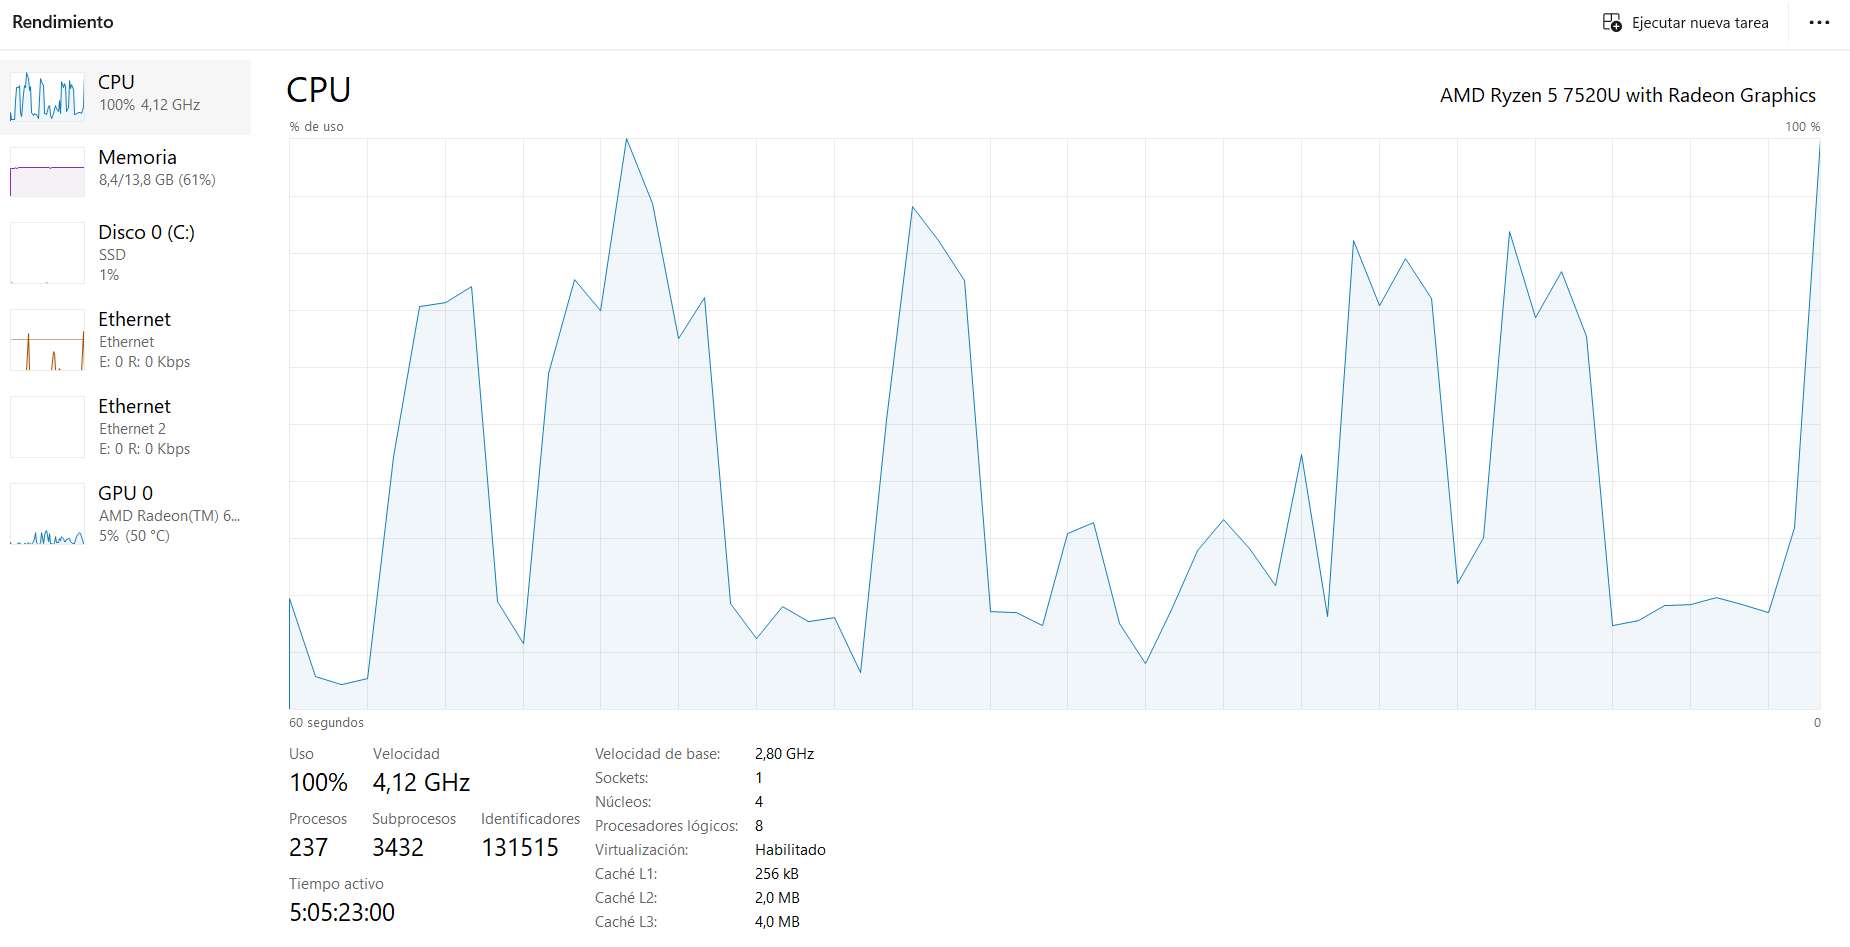 Rendimiento
Ejecutar nueva tarea
CPU
100% 4,12 GHz
Memoria
8,4/13,8 GB (61%)
Disco 0 (C:)
SSD
1%
Ethernet
Ethernet
E: 0 R: 0 Kbps
Ethernet
Ethernet 2
E: 0 R: 0 Kbps
GPU 0
AMD Radeon(TM) 6...
5% (50 °C)
CPU
AMD Ryzen 5 7520U with Radeon Graphics
% de uso
100 %
60 segundos
0
Uso
100%
Velocidad
4,12 GHz
Procesos
237
Subprocesos
3432
Identificadores
131515
Tiempo activo
5:05:23:00
Velocidad de base: 2,80 GHz
Sockets: 1
Núcleos: 4
Procesadores lógicos: 8
Virtualización: Habilitado
Caché L1: 256 kB
Caché L2: 2,0 MB
Caché L3: 4,0 MB